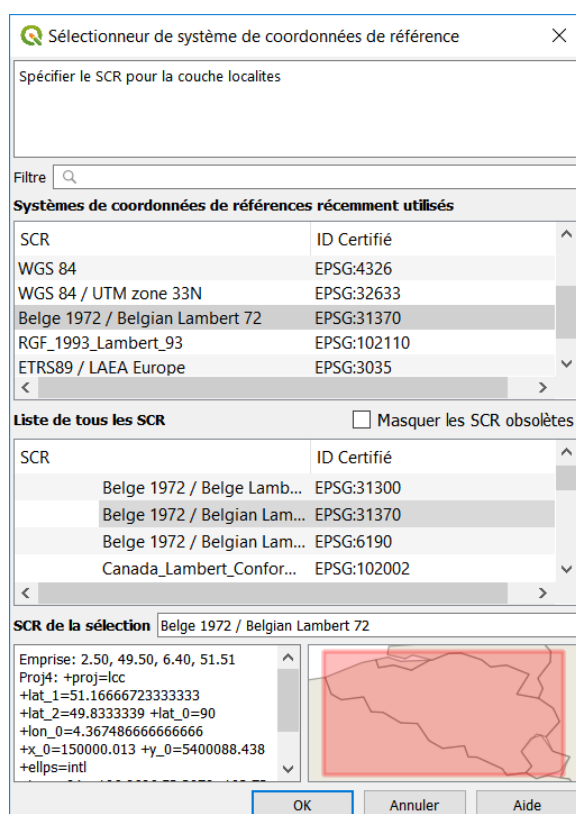 Sélectionneur de système de coordonnées de référence
Spécifier le SCR pour la couche localites
Filtre
Systèmes de coordonnées de références récemment utilisés
SCR ID Certifié
WGS 84 EPSG:4326
WGS 84 / UTM zone 33N EPSG:32633
Belge 1972 / Belgian Lambert 72 EPSG:31370
RGF_1993_Lambert_93 EPSG:102110
ETRS89 / LAEA Europe EPSG:3035
Liste de tous les SCR Masquer les SCR obsolètes
SCR ID Certifié
Belge 1972 / Belge Lamb... EPSG:31300
Belge 1972 / Belgian Lam... EPSG:31370
Belge 1972 / Belgian Lam... EPSG:6190
Canada_Lambert_Confor... EPSG:102002
SCR de la sélection Belge 1972 / Belgian Lambert 72
Emprise: 2.50, 49.50, 6.40, 51.51
Proj4: +proj=lcc
+lat_1=51.16666723333333
+lat_2=49.8333339 +lat_0=90
+lon_0=4.367486666666666
+x_0=150000.013 +y_0=5400088.438
+ellps=intl
OK Annuler Aide